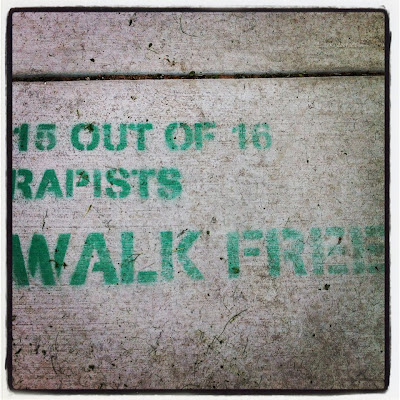 15 OUT OF 16
RAPISTS
WALK FREE